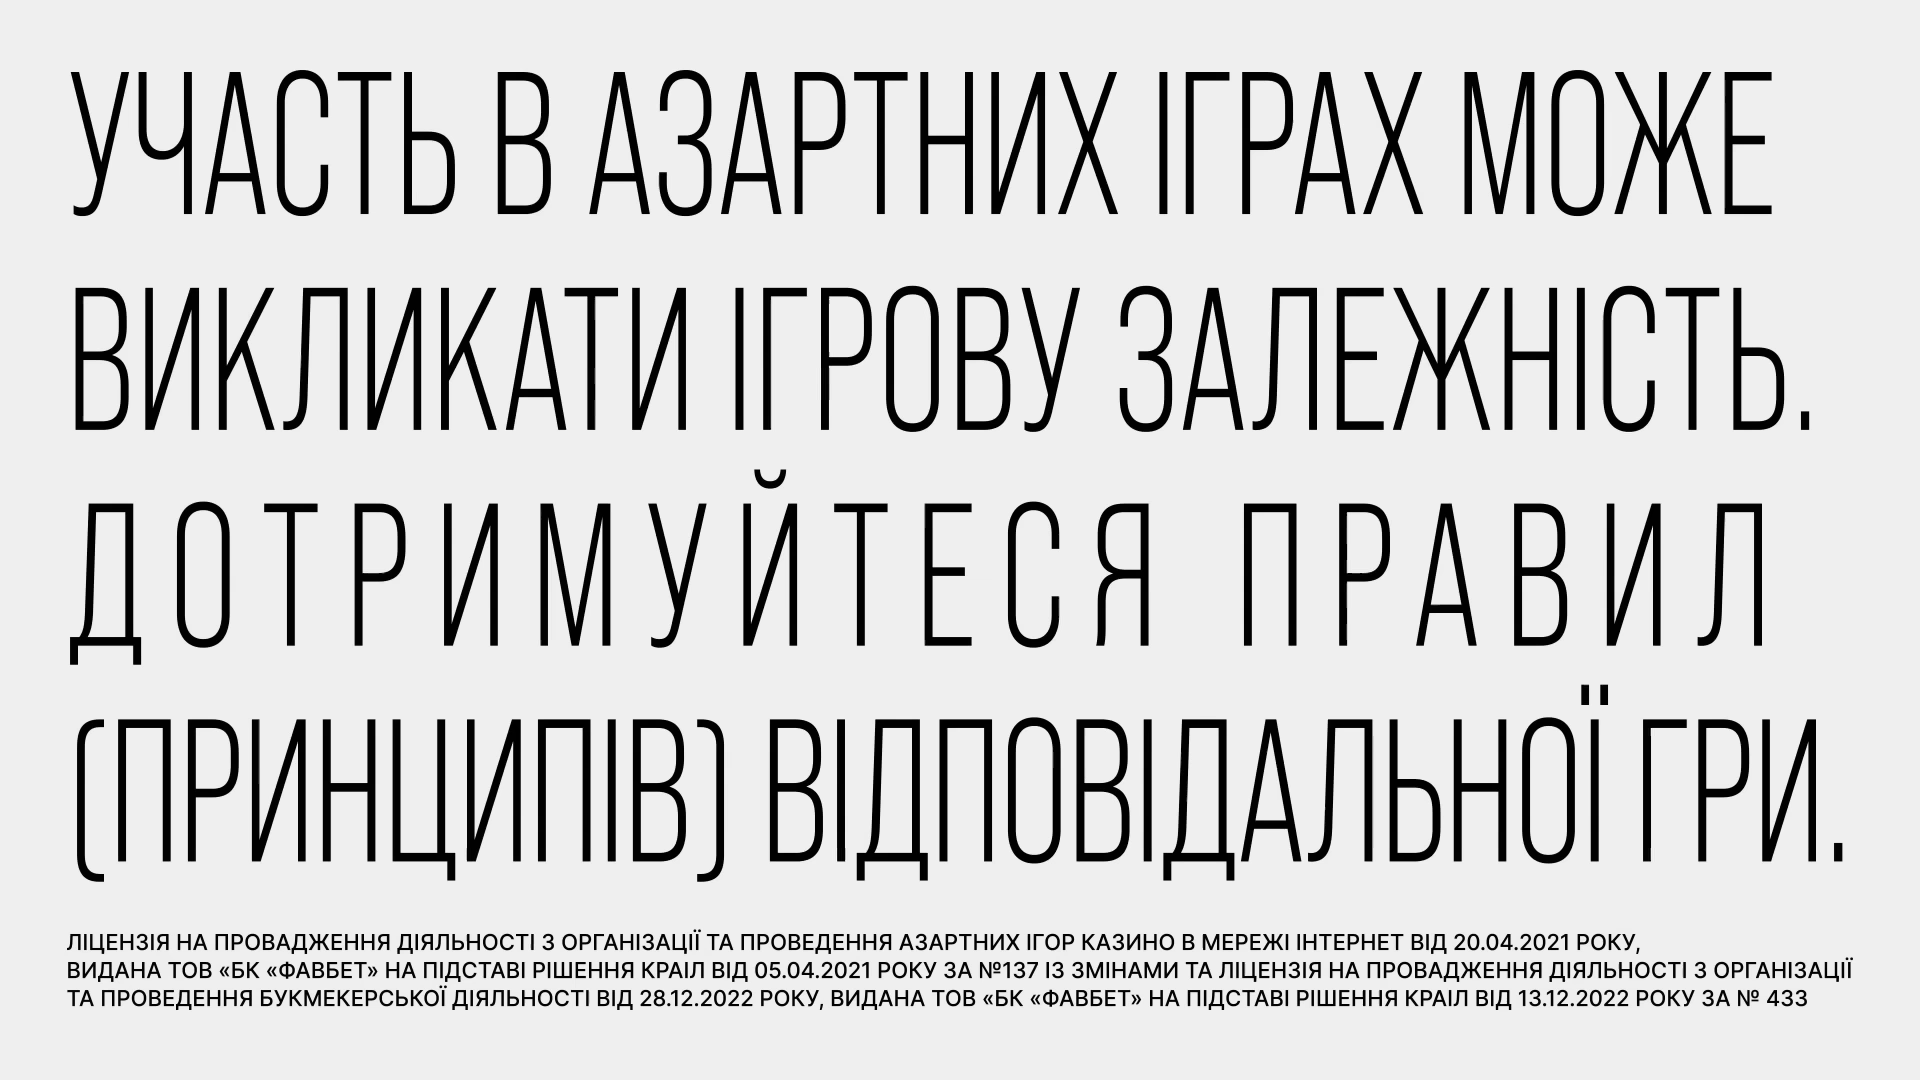 УЧАСТЬ В АЗАРТНИХ ІГРАХ МОЖЕ
ВИКЛИКАТИ ІГРОВУ ЗАЛЕЖНІСТЬ.
ДОТРИМУЙТЕСЯ ПРАВИЛ
(ПРИНЦИПІВ) ВІДПОВІДАЛЬНОЇ ГРИ.
ЛІЦЕНЗІЯ НА ПРОВАДЖЕННЯ ДІЯЛЬНОСТІ З ОРГАНІЗАЦІЇ ТА ПРОВЕДЕННЯ АЗАРТНИХ ІГОР КАЗИНО В МЕРЕЖІ ІНТЕРНЕТ ВІД 20.04.2021 РОКУ,
ВИДАНА ТОВ «БК «ФАВБЕТ» НА ПІДСТАВІ РІШЕННЯ КРАІЛ ВІД 05.04.2021 РОКУ ЗА №137 ІЗ ЗМІНАМИ ТА ЛІЦЕНЗІЯ НА ПРОВАДЖЕННЯ ДІЯЛЬНОСТІ З ОРГАНІЗАЦІЇ
ТА ПРОВЕДЕННЯ БУКМЕКЕРСЬКОЇ ДІЯЛЬНОСТІ ВІД 28.12.2022 РОКУ, ВИДАНА ТОВ «БК «ФАВБЕТ» НА ПІДСТАВІ РІШЕННЯ КРАІЛ ВІД 13.12.2022 РОКУ ЗА № 433